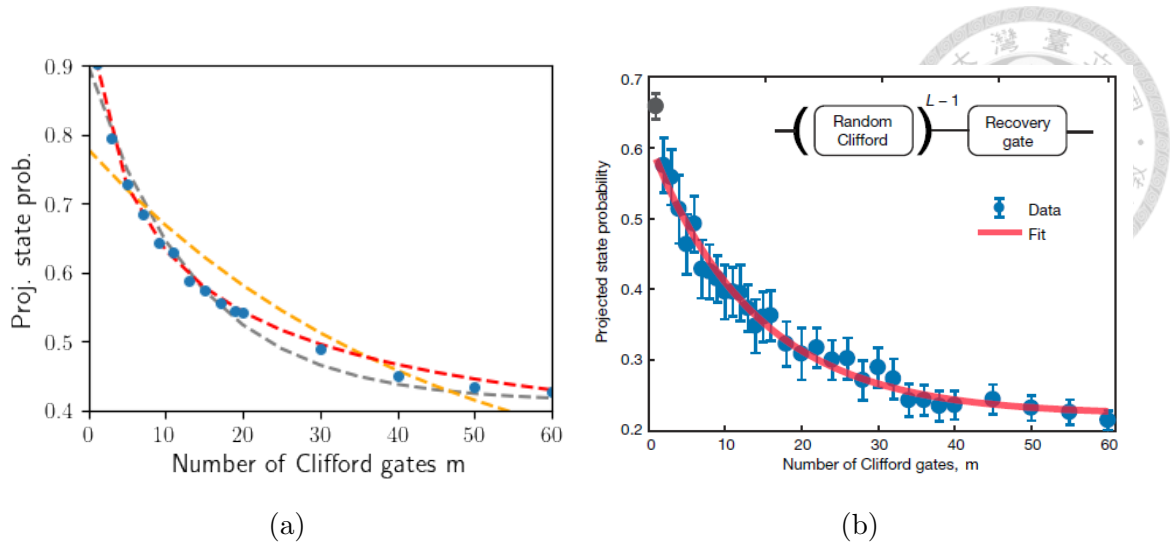 0.9
0.8
0.7
0.6
0.5
0.4
Proj. state prob.
0 10 20 30 40 50 60
Number of Clifford gates m
(a)
臺
灣
0.7
0.6
0.5
0.4
0.3
0.2
Projected state probability
( Random Clifford ) L − 1
Recovery gate
Data
Fit
0 10 20 30 40 50 60
Number of Clifford gates, m
(b)